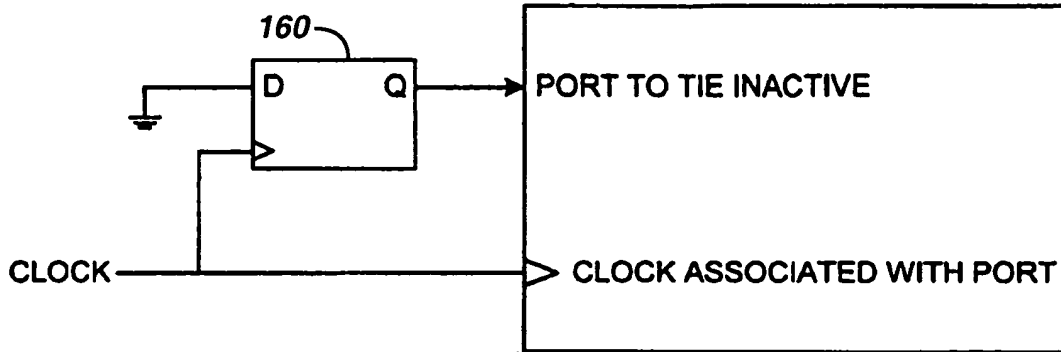 160
D Q
PORT TO TIE INACTIVE
CLOCK
CLOCK ASSOCIATED WITH PORT